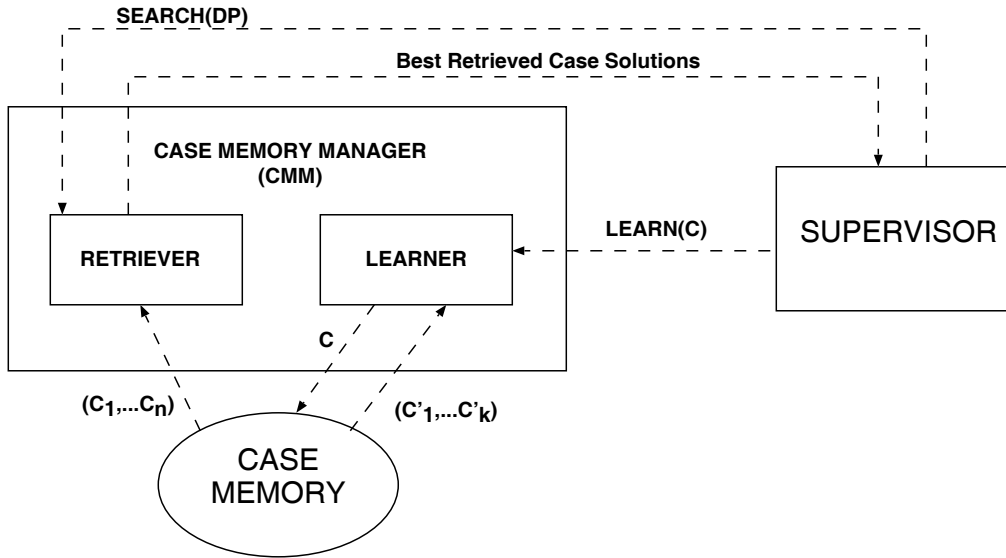 SEARCH(DP)
Best Retrieved Case Solutions
CASE MEMORY MANAGER
(CMM)
RETRIEVER
LEARNER
LEARN(C)
SUPERVISOR
C
(C1,...Cn)
(C'1,...C'k)
CASE
MEMORY